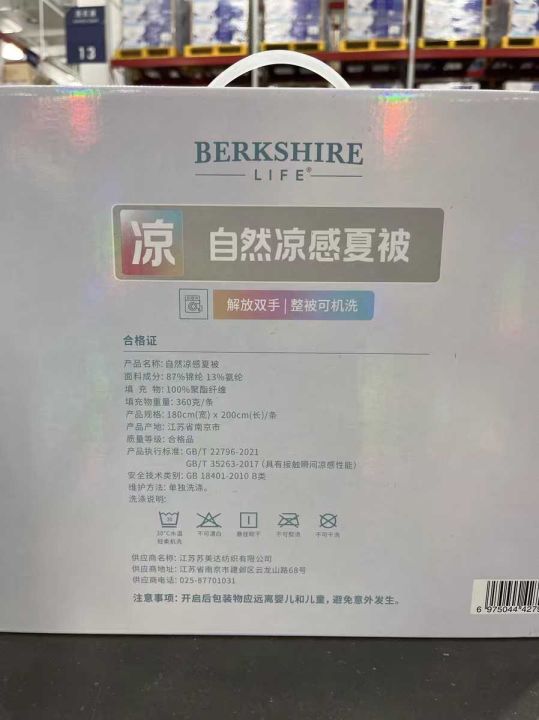 13
BERKSHIRE
LIFE®
凉 自然凉感夏被
解放双手 | 整被可机洗
合格证
产品名称: 自然凉感夏被
面料成分: 87%锦纶 13%氨纶
填 充 物: 100%聚酯纤维
填充物重量: 360克/条
产品规格: 180cm(宽) x 200cm(长)/条
产品产地: 江苏省南京市
质量等级: 合格品
产品执行标准: GB/T 22796-2021
GB/T 35263-2017 (具有接触瞬间凉感性能)
安全技术类别: GB 18401-2010 B类
维护方法: 单独洗涤。
洗涤说明:
30°C水温 不可漂白 悬挂晾干 不可熨烫 不可干洗
轻柔机洗
供应商名称: 江苏苏美达纺织有限公司
供应商地址: 江苏省南京市建邺区云龙山路68号
供应商电话: 025-87701031
注意事项: 开启后包装物应远离婴儿和儿童，避免意外发生。
6 975044 4279